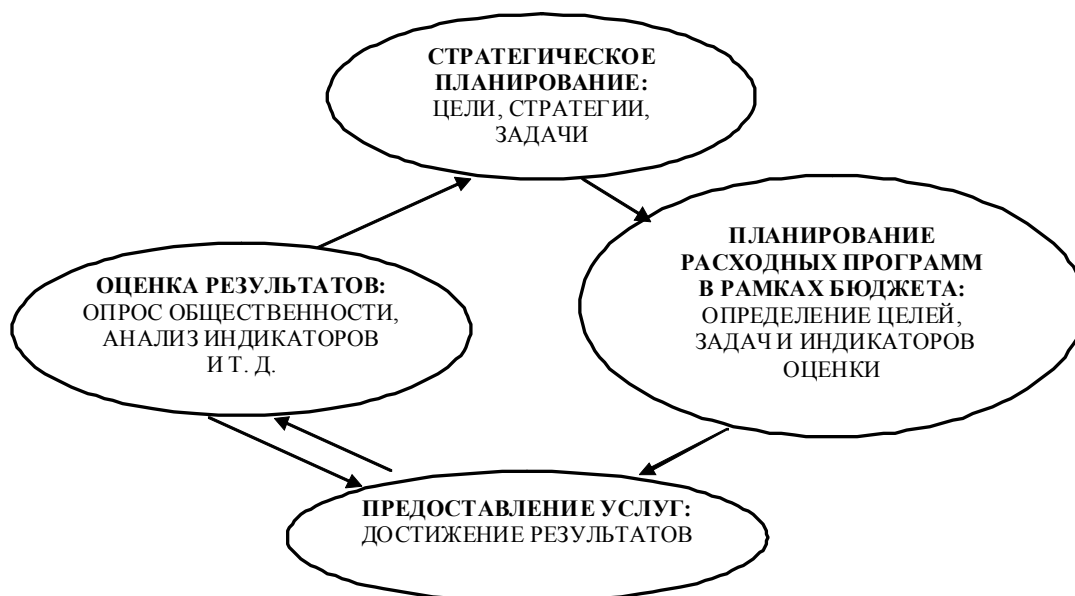 СТРАТЕГИЧЕСКОЕ
ПЛАНИРОВАНИЕ:
ЦЕЛИ, СТРАТЕГИИ,
ЗАДАЧИ
ПЛАНИРОВАНИЕ
РАСХОДНЫХ ПРОГРАММ
В РАМКАХ БЮДЖЕТА:
ОПРЕДЕЛЕНИЕ ЦЕЛЕЙ,
ЗАДАЧ И ИНДИКАТОРОВ
ОЦЕНКИ
ОЦЕНКА РЕЗУЛЬТАТОВ:
ОПРОС ОБЩЕСТВЕННОСТИ,
АНАЛИЗ ИНДИКАТОРОВ
И Т. Д.
ПРЕДОСТАВЛЕНИЕ УСЛУГ:
ДОСТИЖЕНИЕ РЕЗУЛЬТАТОВ